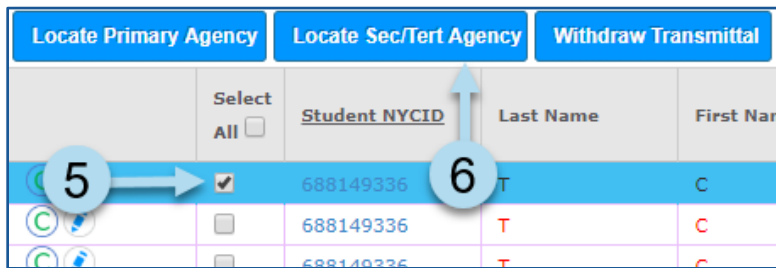 Locate Primary Agency Locate Sec/Tert Agency Withdraw Transmittal
Select All Student NYCID Last Name First Nar
5 688149336 6 T C
C 688149336 T C
C 688149336 T C